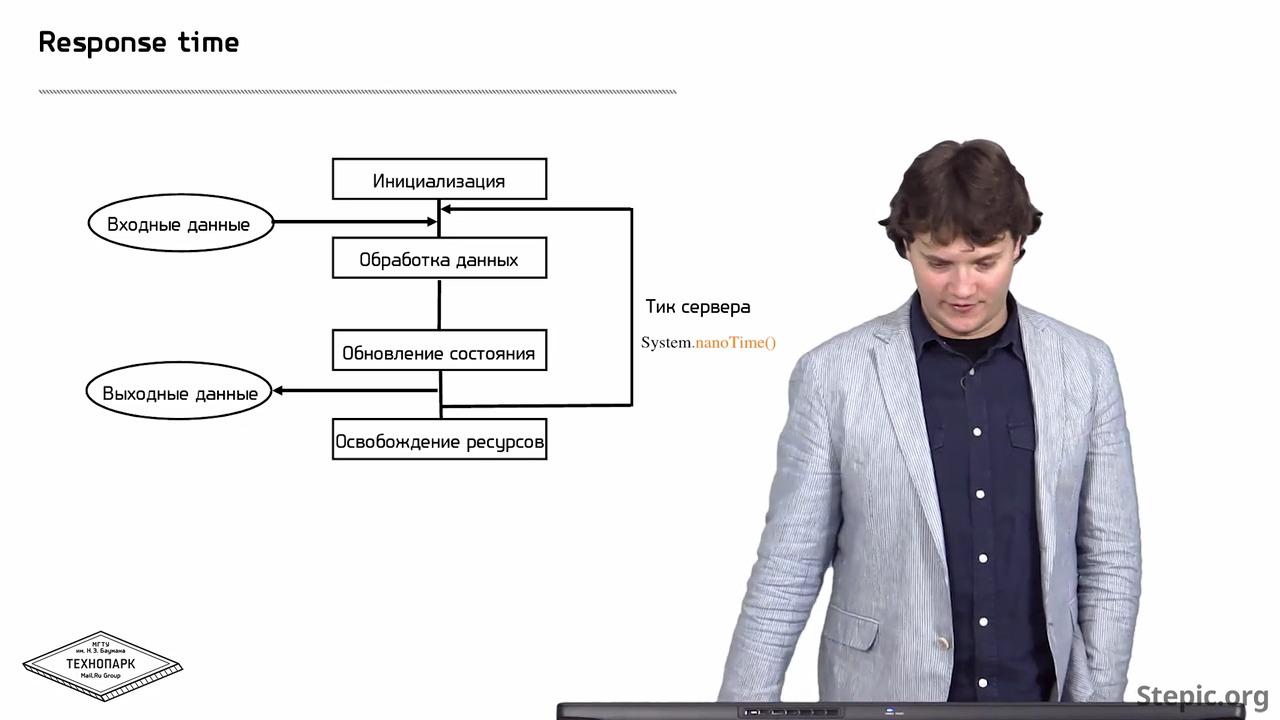 Response time
Инициализация
Входные данные
Обработка данных
Тик сервера
System.nanoTime()
Обновление состояния
Выходные данные
Освобождение ресурсов
МГТУ
им. Н.Э. Баумана
ТЕХНОПАРК
Mail.Ru Group
Stepic.org